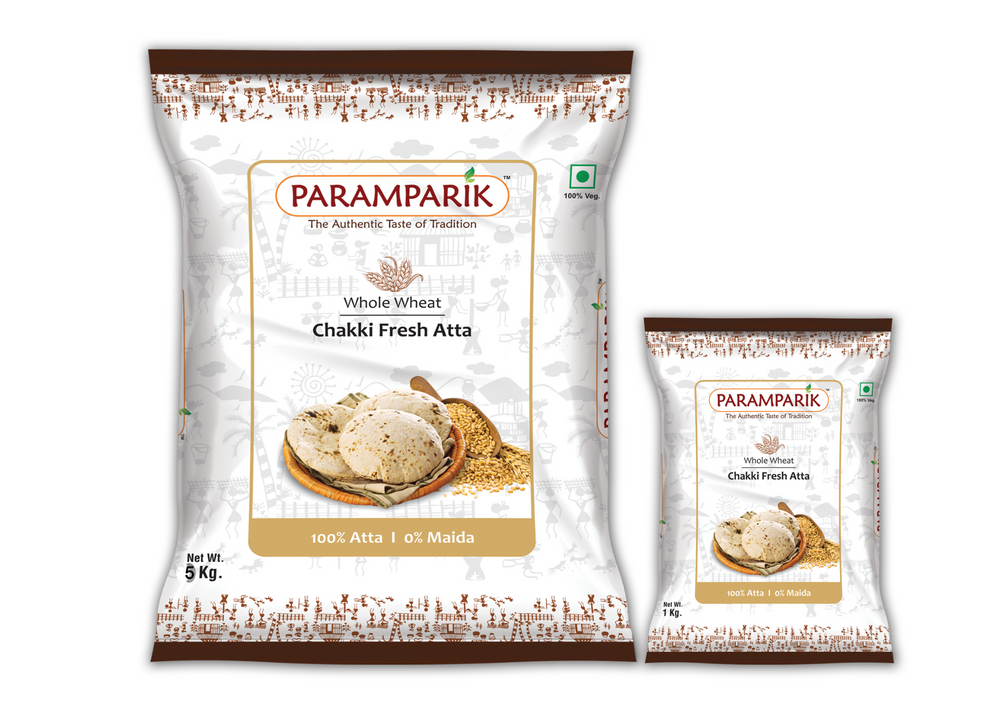 PARAMPARIK
TM
The Authentic Taste of Tradition
100% Veg.
Whole Wheat
Chakki Fresh Atta
100% Atta I 0% Maida
Net Wt.
5 Kg.
PARAMPARIK
The Authentic Taste of Tradition
100% Veg.
Whole Wheat
Chakki Fresh Atta
100% Atta I 0% Maida
Net Wt.
1 Kg.